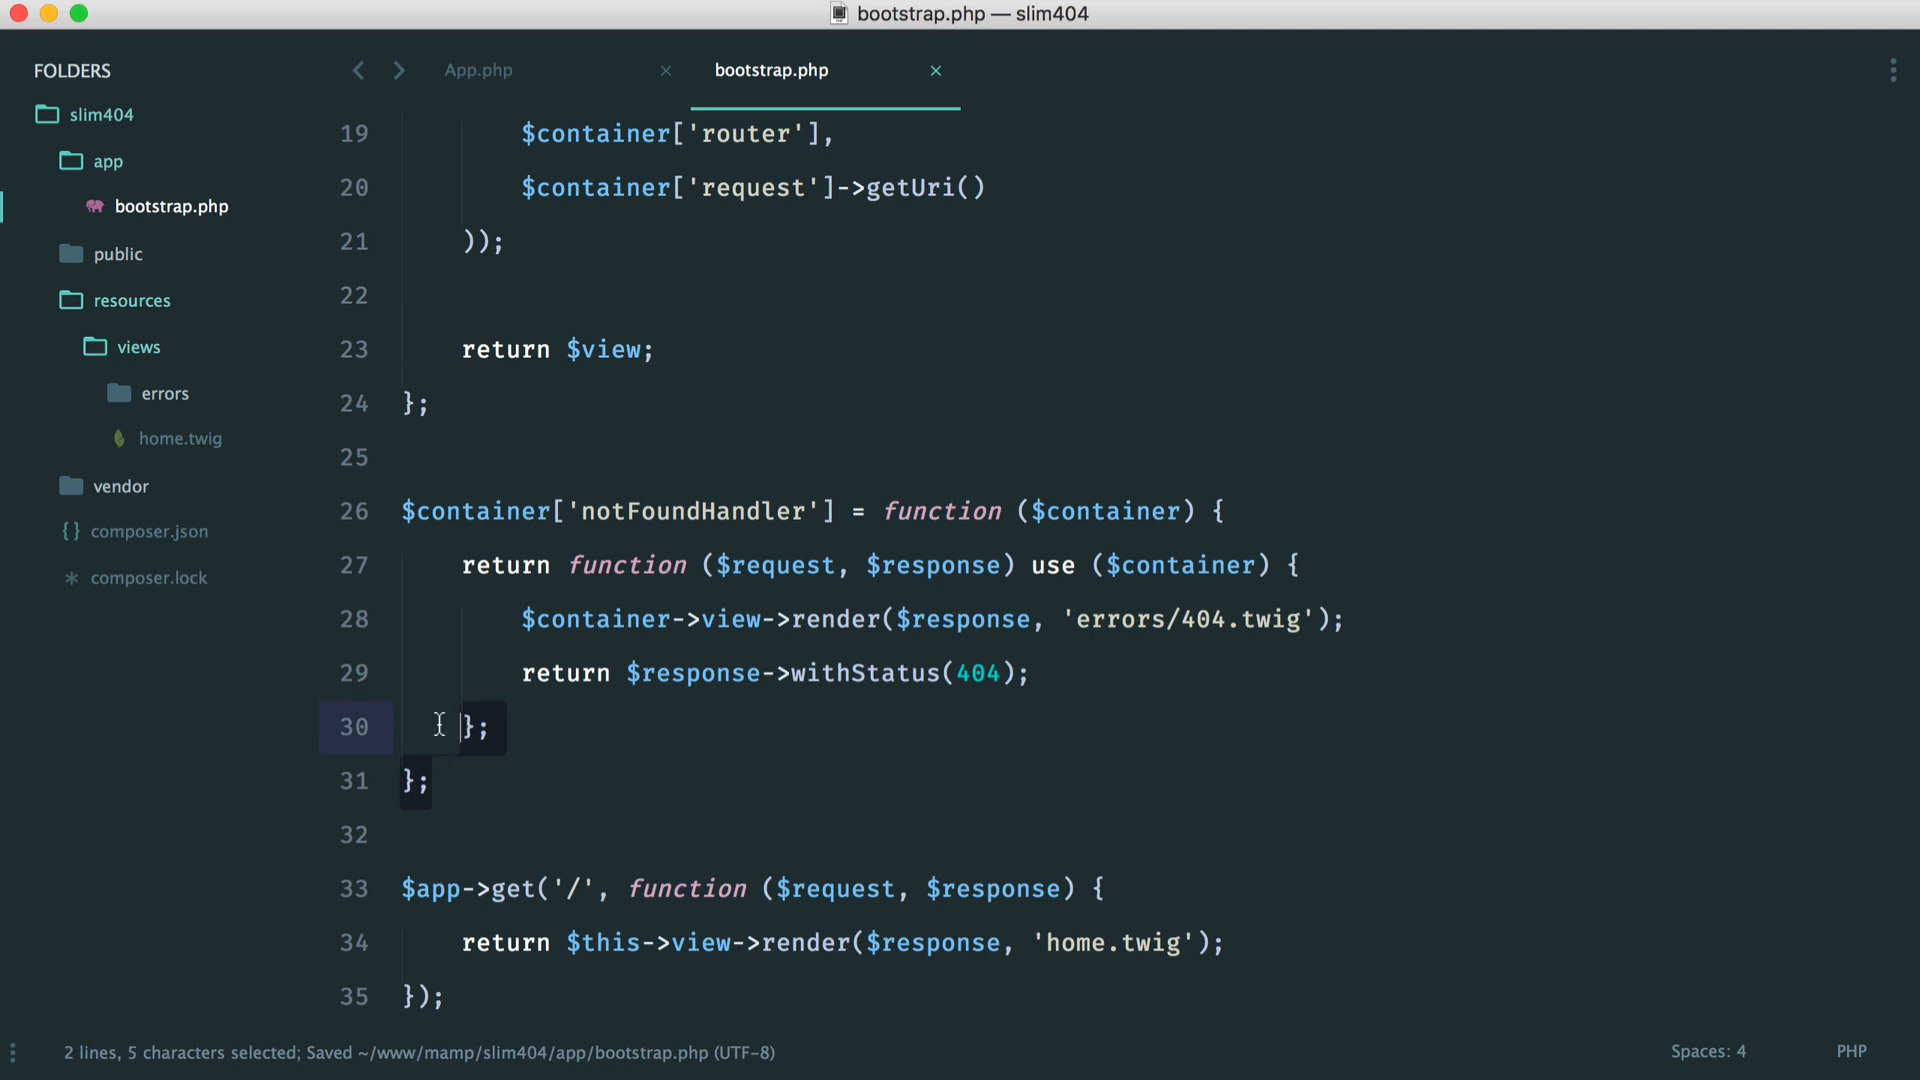 bootstrap.php — slim404
FOLDERS
slim404
app
bootstrap.php
public
resources
views
errors
home.twig
vendor
{} composer.json
* composer.lock
App.php
bootstrap.php
19 $container['router'],
20 $container['request']->getUri()
21 ));
22
23 return $view;
24 };
25
26 $container['notFoundHandler'] = function ($container) {
27 return function ($request, $response) use ($container) {
28 $container->view->render($response, 'errors/404.twig');
29 return $response->withStatus(404);
30 };
31 };
32
33 $app->get('/', function ($request, $response) {
34 return $this->view->render($response, 'home.twig');
35 });
2 lines, 5 characters selected; Saved ~/www/mamp/slim404/app/bootstrap.php (UTF-8)
Spaces: 4
PHP